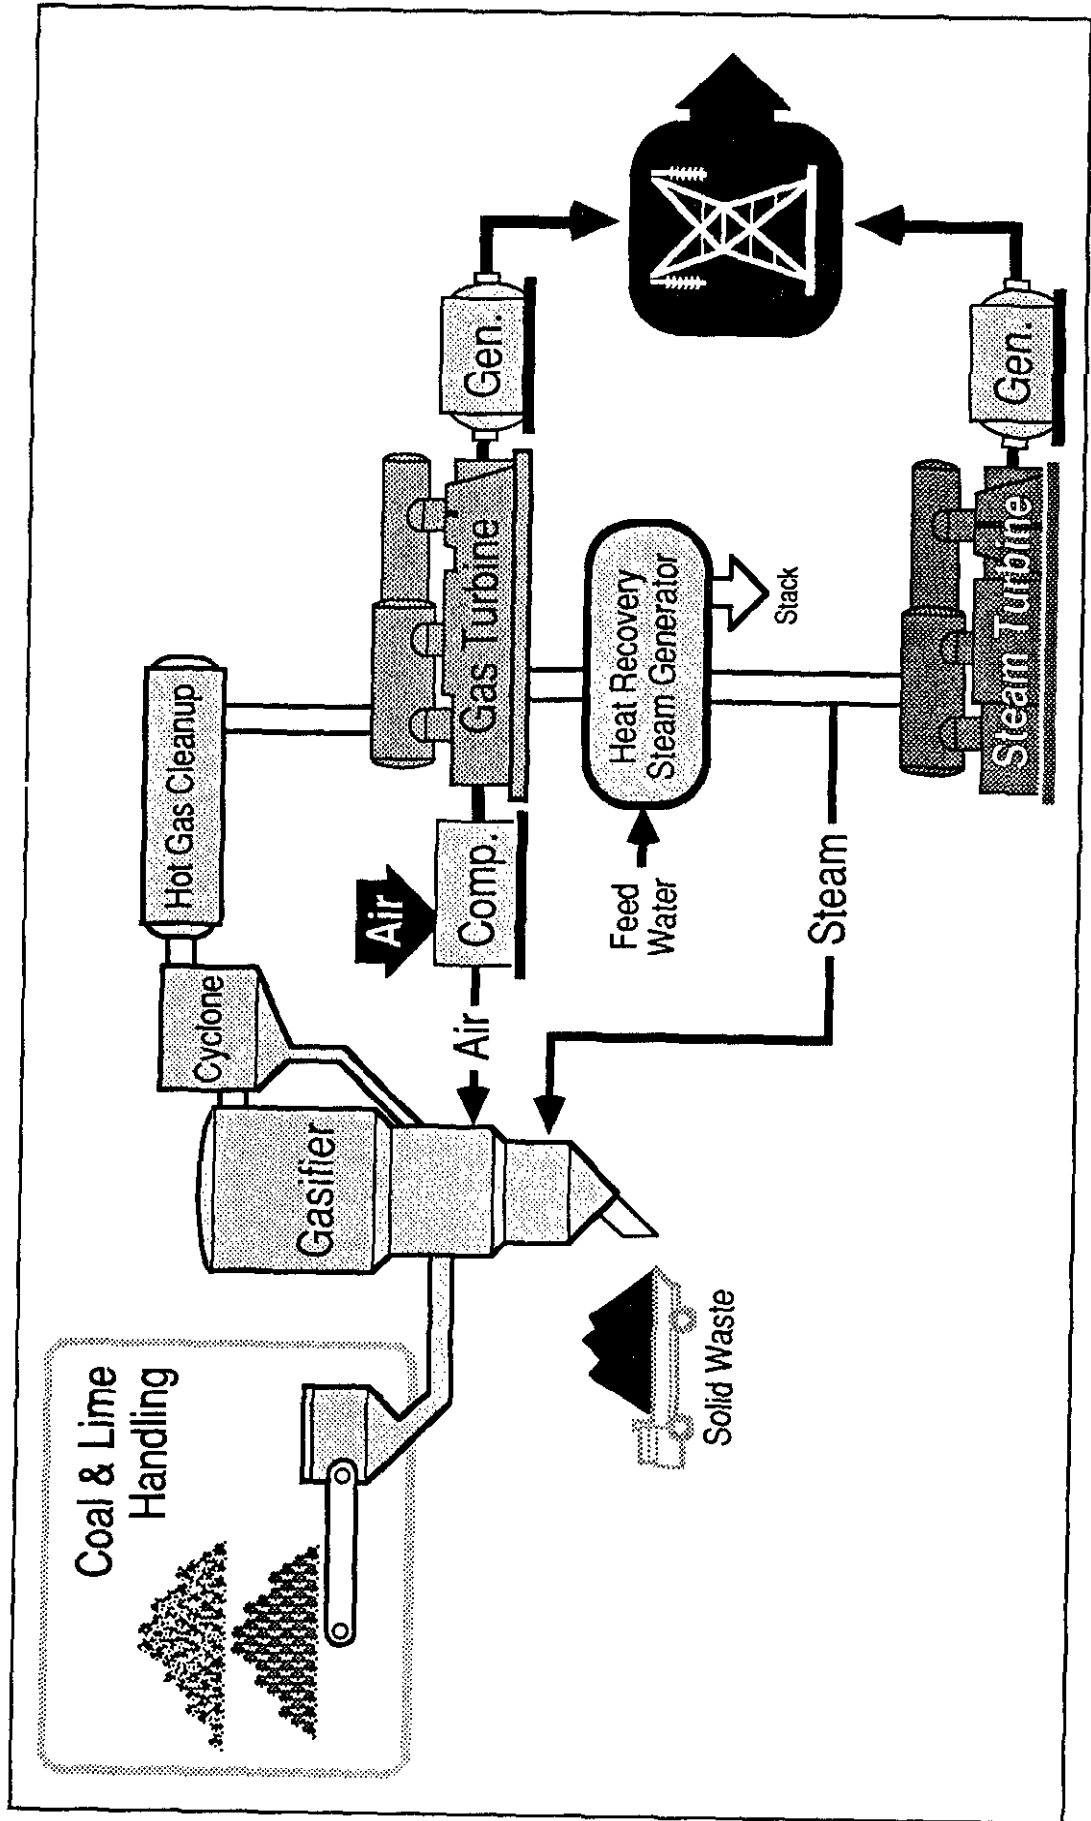 Coal & Lime
Handling
Gasifier
Cyclone
Hot Gas Cleanup
Air
Air
Comp.
Gas Turbine
Gen.
Solid Waste
Feed
Water
Heat Recovery
Steam Generator
Stack
Steam
Steam Turbine
Gen.